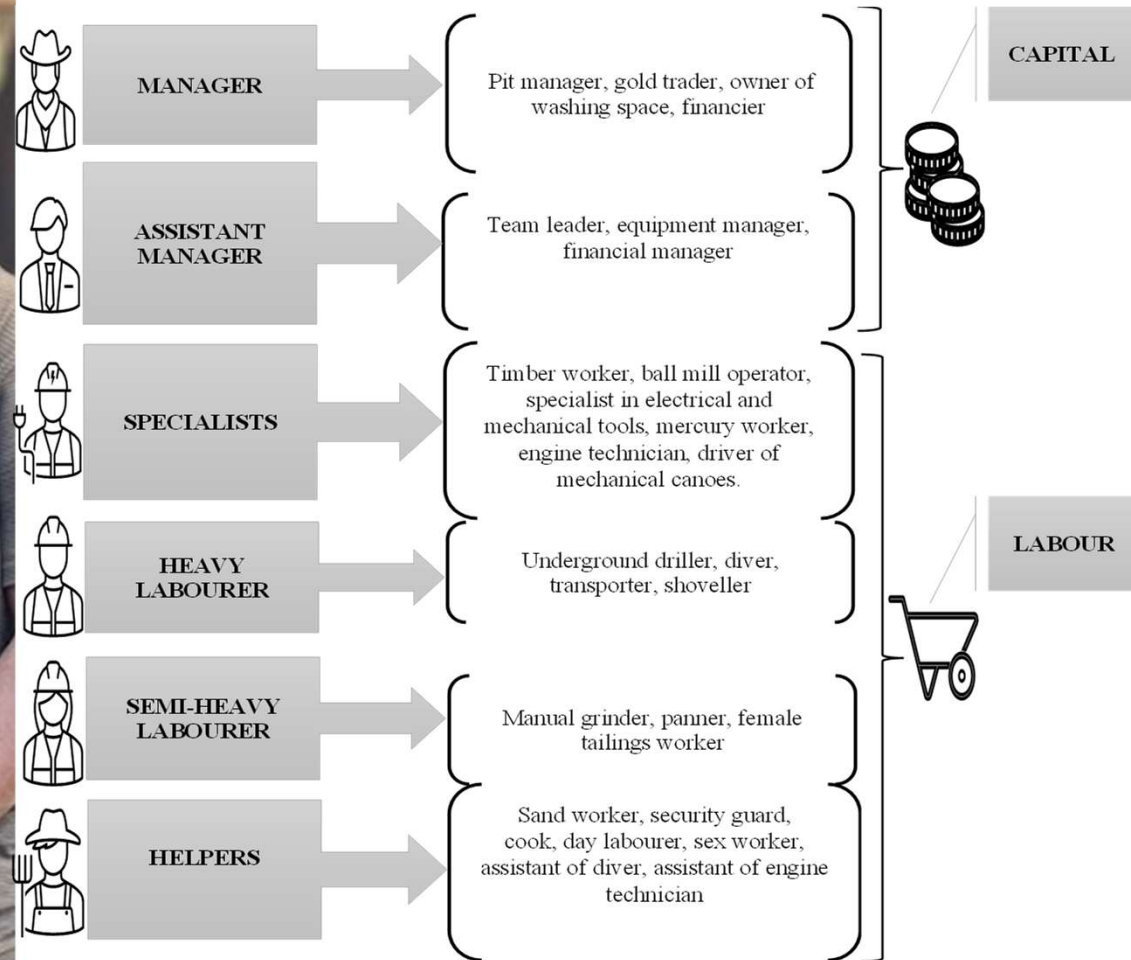 MANAGER
Pit manager, gold trader, owner of
washing space, financier
CAPITAL
ASSISTANT
MANAGER
Team leader, equipment manager,
financial manager
SPECIALISTS
Timber worker, ball mill operator,
specialist in electrical and
mechanical tools, mercury worker,
engine technician, driver of
mechanical canoes.
HEAVY
LABOURER
Underground driller, diver,
transporter, shoveller
LABOUR
SEMI-HEAVY
LABOURER
Manual grinder, panner, female
tailings worker
HELPERS
Sand worker, security guard,
cook, day labourer, sex worker,
assistant of diver, assistant of engine
technician